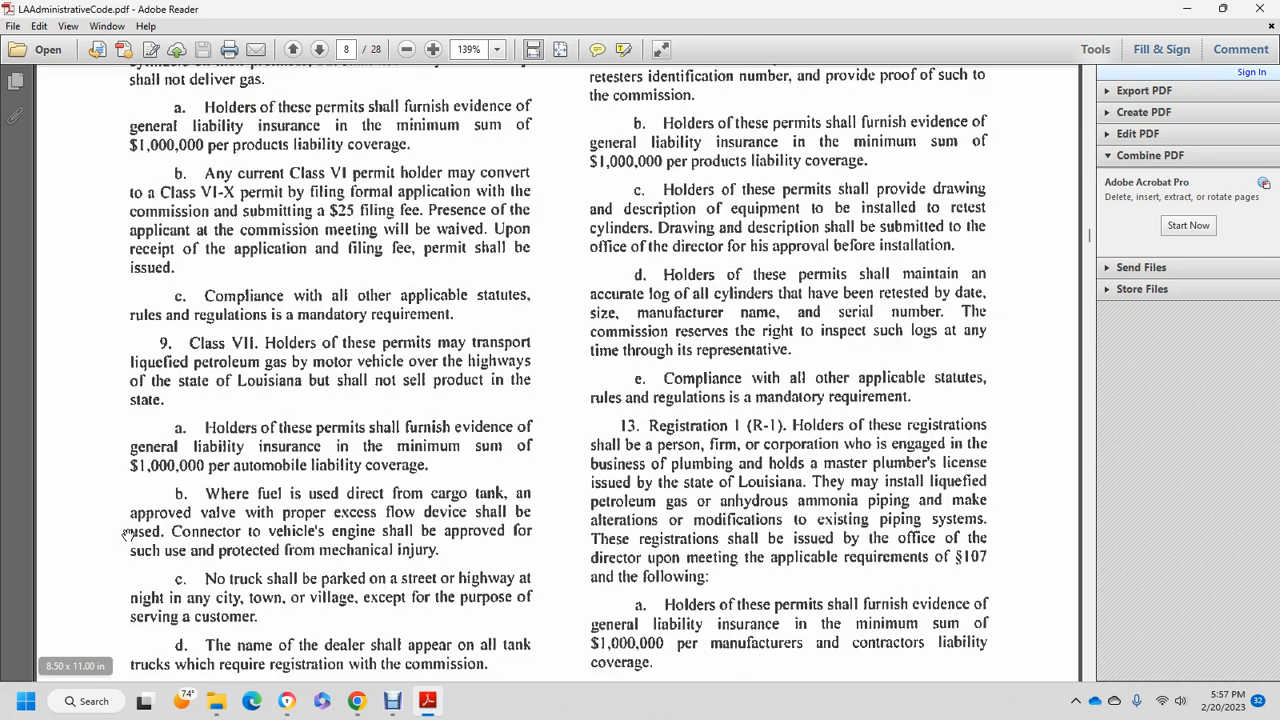 LAAdministrativeCode.pdf - Adobe Reader
File Edit View Window Help
Open
8 / 28
139%
Tools Fill & Sign Comment
shall not deliver gas.
a. Holders of these permits shall furnish evidence of
general liability insurance in the minimum sum of
$1,000,000 per products liability coverage.
b. Any current Class VI permit holder may convert
to a Class VI-X permit by filing formal application with the
commission and submitting a $25 filing fee. Presence of the
applicant at the commission meeting will be waived. Upon
receipt of the application and filing fee, permit shall be
issued.
c. Compliance with all other applicable statutes,
rules and regulations is a mandatory requirement.
9. Class VII. Holders of these permits may transport
liquefied petroleum gas by motor vehicle over the highways
of the state of Louisiana but shall not sell product in the
state.
a. Holders of these permits shall furnish evidence of
general liability insurance in the minimum sum of
$1,000,000 per automobile liability coverage.
b. Where fuel is used direct from cargo tank, an
approved valve with proper excess flow device shall be
used. Connector to vehicle's engine shall be approved for
such use and protected from mechanical injury.
c. No truck shall be parked on a street or highway at
night in any city, town, or village, except for the purpose of
serving a customer.
d. The name of the dealer shall appear on all tank
trucks which require registration with the commission.
8.50 x 11.00 in
retesters identification number, and provide proof of such to
the commission.
b. Holders of these permits shall furnish evidence of
general liability insurance in the minimum sum of
$1,000,000 per products liability coverage.
c. Holders of these permits shall provide drawing
and description of equipment to be installed to retest
cylinders. Drawing and description shall be submitted to the
office of the director for his approval before installation.
d. Holders of these permits shall maintain an
accurate log of all cylinders that have been retested by date,
size, manufacturer name, and serial number. The
commission reserves the right to inspect such logs at any
time through its representative.
e. Compliance with all other applicable statutes,
rules and regulations is a mandatory requirement.
13. Registration 1 (R-1). Holders of these registrations
shall be a person, firm, or corporation who is engaged in the
business of plumbing and holds a master plumber's license
issued by the state of Louisiana. They may install liquefied
petroleum gas or anhydrous ammonia piping and make
alterations or modifications to existing piping systems.
These registrations shall be issued by the office of the
director upon meeting the applicable requirements of §107
and the following:
a. Holders of these permits shall furnish evidence of
general liability insurance in the minimum sum of
$1,000,000 per manufacturers and contractors liability
coverage.
Sign In
Export PDF
Create PDF
Edit PDF
Combine PDF
Adobe Acrobat Pro
Delete, insert, extract, or rotate pages
Start Now
Send Files
Store Files
Search
74°
5:57 PM
2/20/2023
32